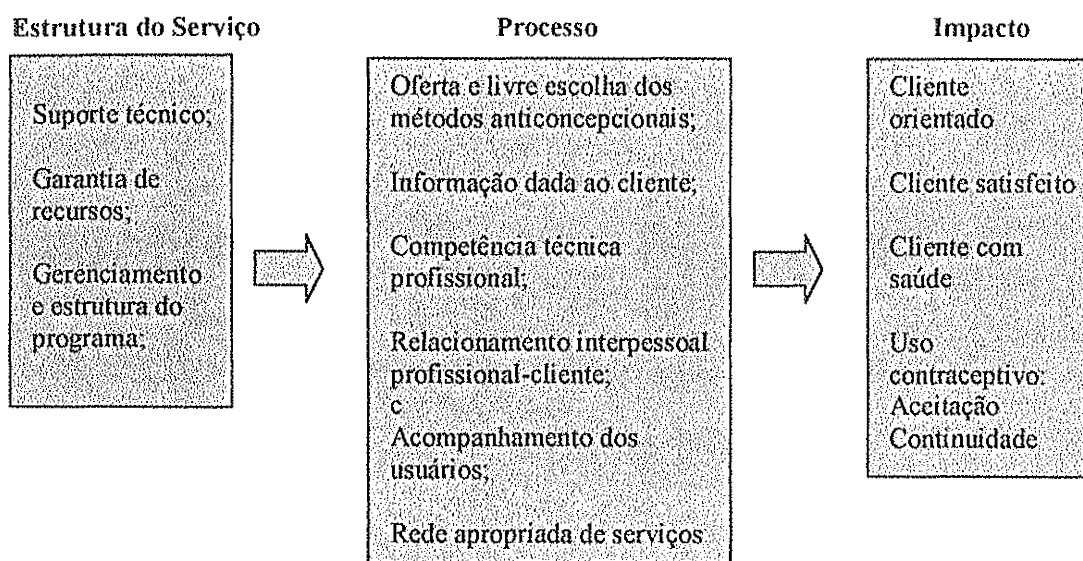 Estrutura do Serviço
Suporte técnico;
Garantia de
recursos;
Gerenciamento
e estrutura do
programa;
Processo
Oferta e livre escolha dos
métodos anticoncepcionais;
Informação dada ao cliente;
Competência técnica
profissional;
Relacionamento interpessoal
profissional-cliente;
c
Acompanhamento dos
usuários;
Rede apropriada de serviços
Impacto
Cliente
orientado
Cliente satisfeito
Cliente com
saúde
Uso
contraceptivo:
Aceitação
Continuidade